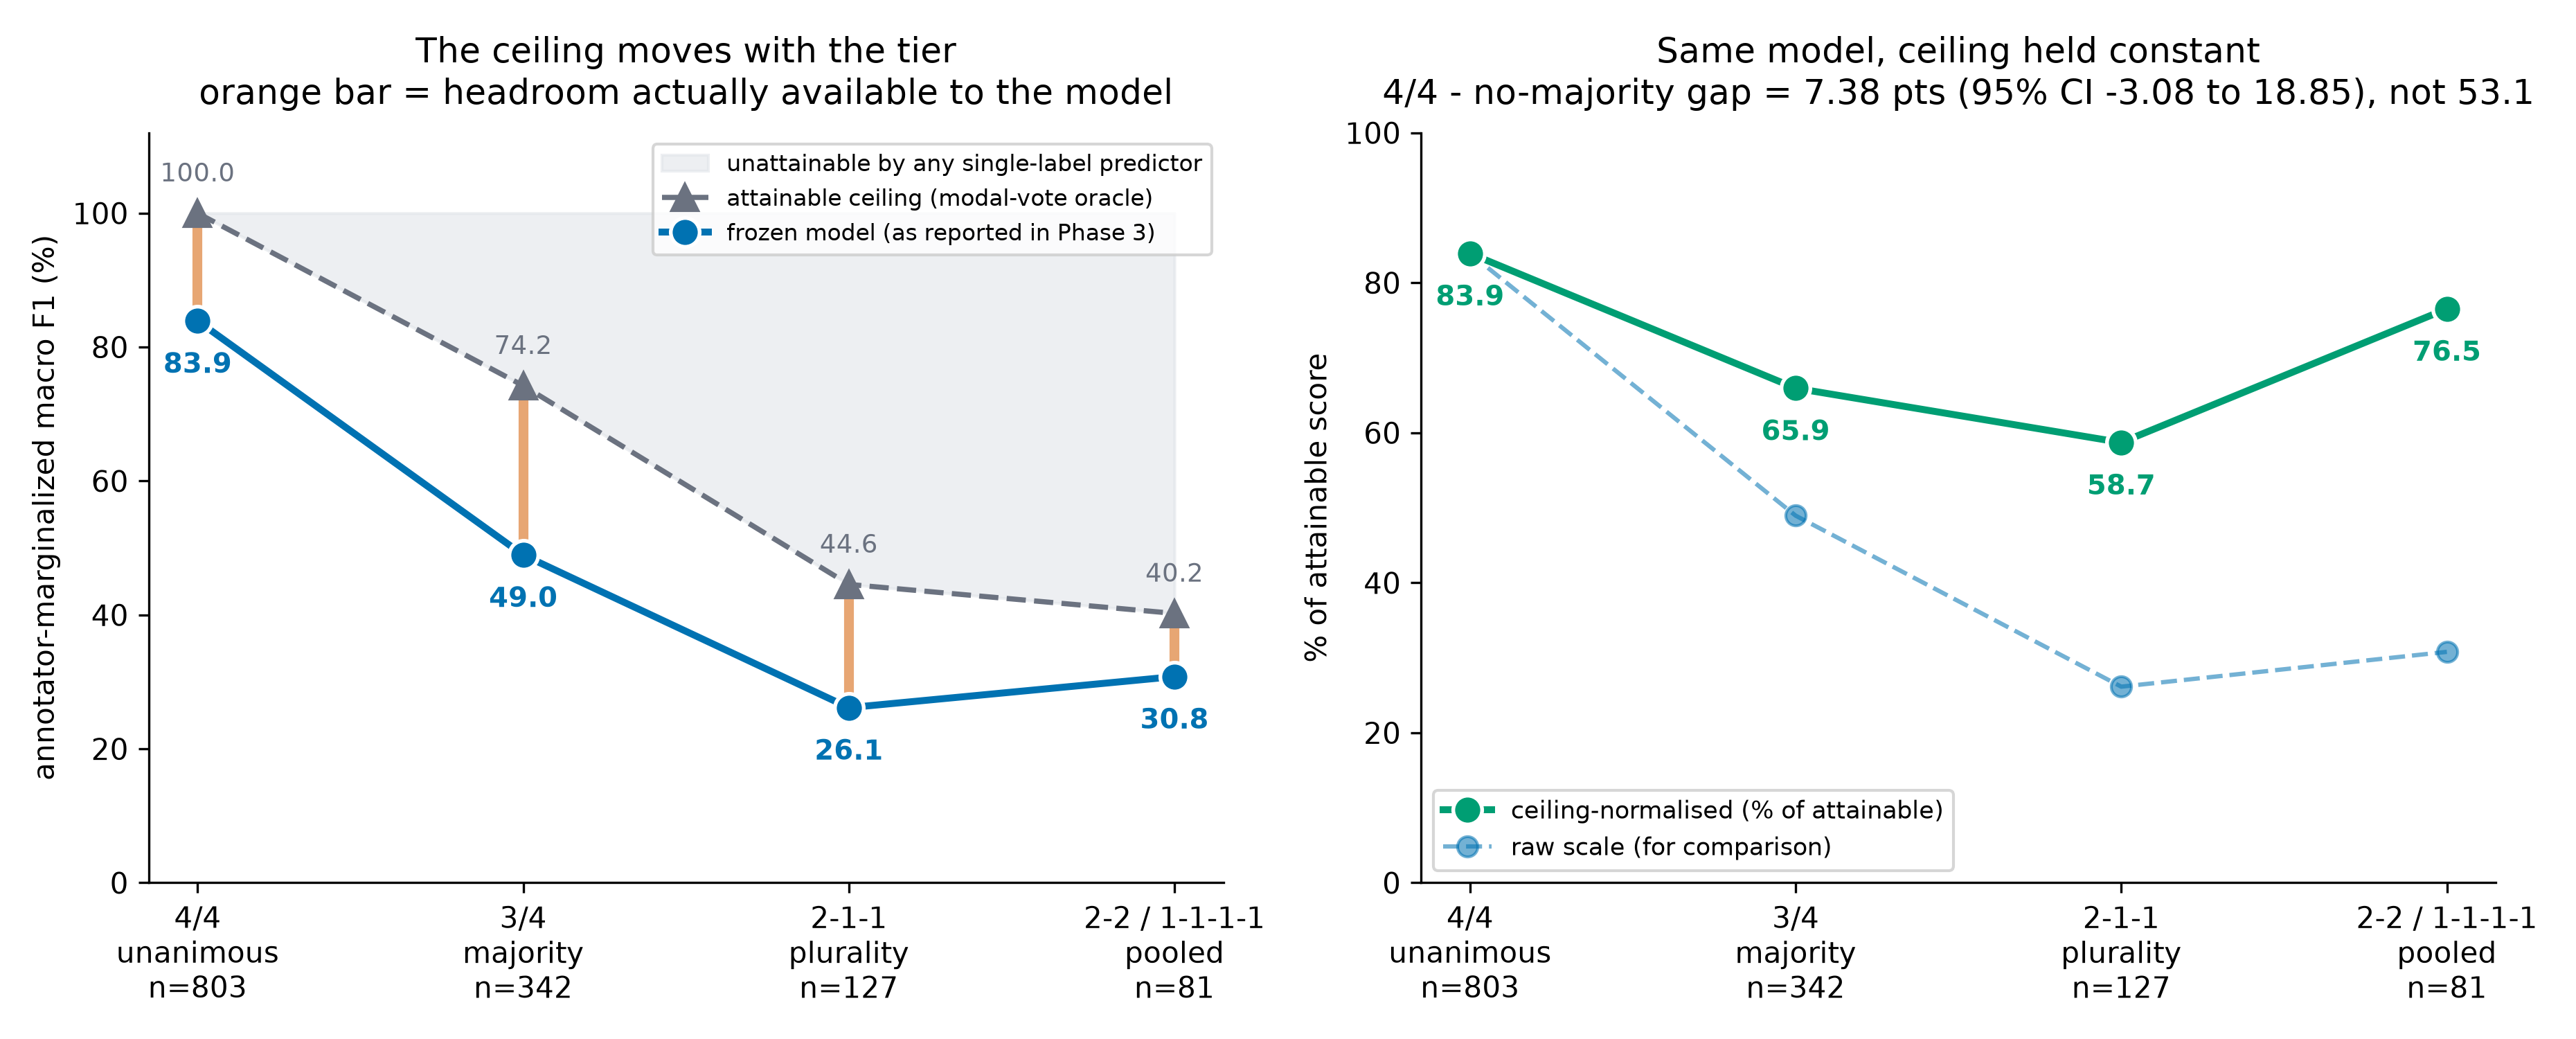 The ceiling moves with the tier
orange bar = headroom actually available to the model
annotator-marginalized macro F1 (%)
100
80
60
40
20
0
unattainable by any single-label predictor
attainable ceiling (modal-vote oracle)
frozen model (as reported in Phase 3)
100.0
74.2
44.6
40.2
83.9
49.0
26.1
30.8
4/4
unanimous
n=803
3/4
majority
n=342
2-1-1
plurality
n=127
2-2 / 1-1-1-1
pooled
n=81
Same model, ceiling held constant
4/4 - no-majority gap = 7.38 pts (95% CI -3.08 to 18.85), not 53.1
% of attainable score
100
80
60
40
20
0
83.9
65.9
58.7
76.5
ceiling-normalised (% of attainable)
raw scale (for comparison)
4/4
unanimous
n=803
3/4
majority
n=342
2-1-1
plurality
n=127
2-2 / 1-1-1-1
pooled
n=81